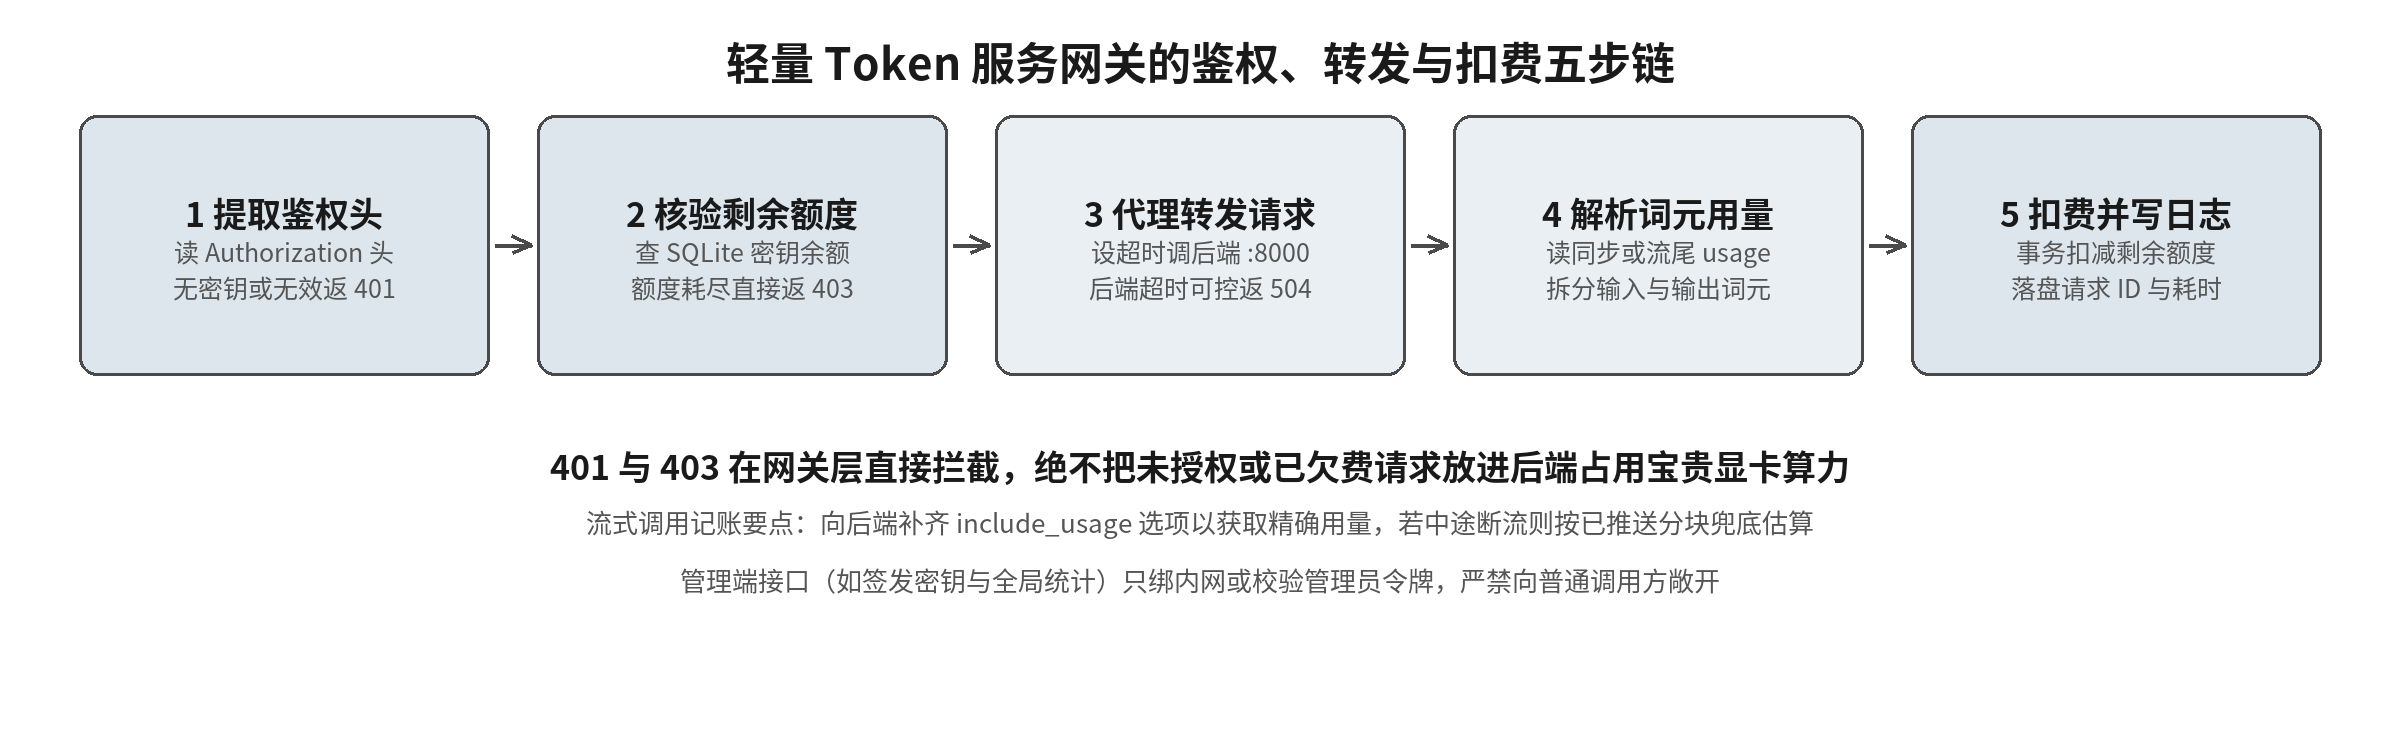 轻量 Token 服务网关的鉴权、转发与扣费五步链
1 提取鉴权头
读 Authorization 头
无密钥或无效返 401
2 核验剩余额度
查 SQLite 密钥余额
额度耗尽直接返 403
3 代理转发请求
设超时调后端 :8000
后端超时可控返 504
4 解析词元用量
读同步或流尾 usage
拆分输入与输出词元
5 扣费并写日志
事务扣减剩余额度
落盘请求 ID 与耗时
401 与 403 在网关层直接拦截，绝不把未授权或已欠费请求放进后端占用宝贵显卡算力
流式调用记账要点：向后端补齐 include_usage 选项以获取精确用量，若中途断流则按已推送分块兜底估算
管理端接口（如签发密钥与全局统计）只绑内网或校验管理员令牌，严禁向普通调用方敞开